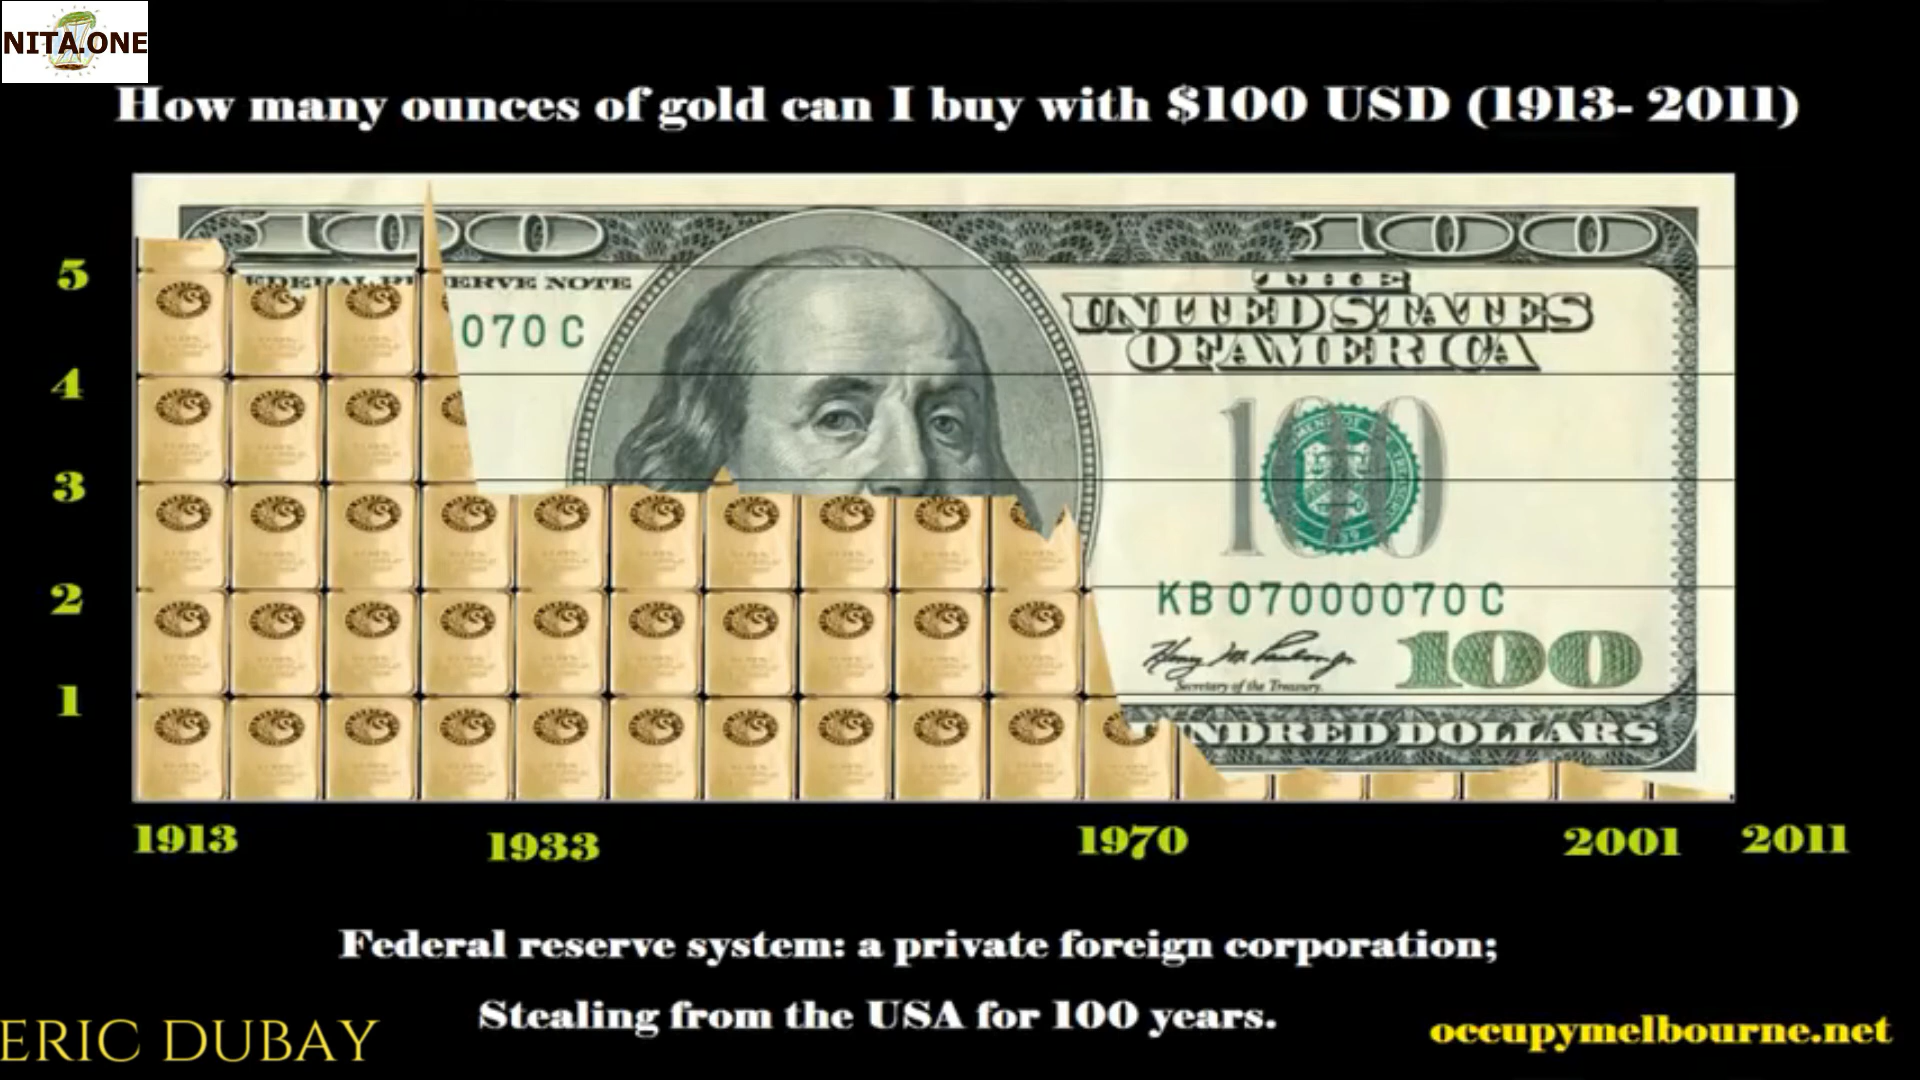 NITA.ONE
How many ounces of gold can I buy with $100 USD (1913- 2011)
100
100
FEDERAL RESERVE NOTE
THE
UNITED STATES
OF AMERICA
070 C
5
4
3
2
1
100
KB 07000070 C
Secretary of the Treasury.
100
UNDRED DOLLARS
1913
1933
1970
2001
2011
Federal reserve system: a private foreign corporation;
Stealing from the USA for 100 years.
ERIC DUBAY
occupymelbourne.net